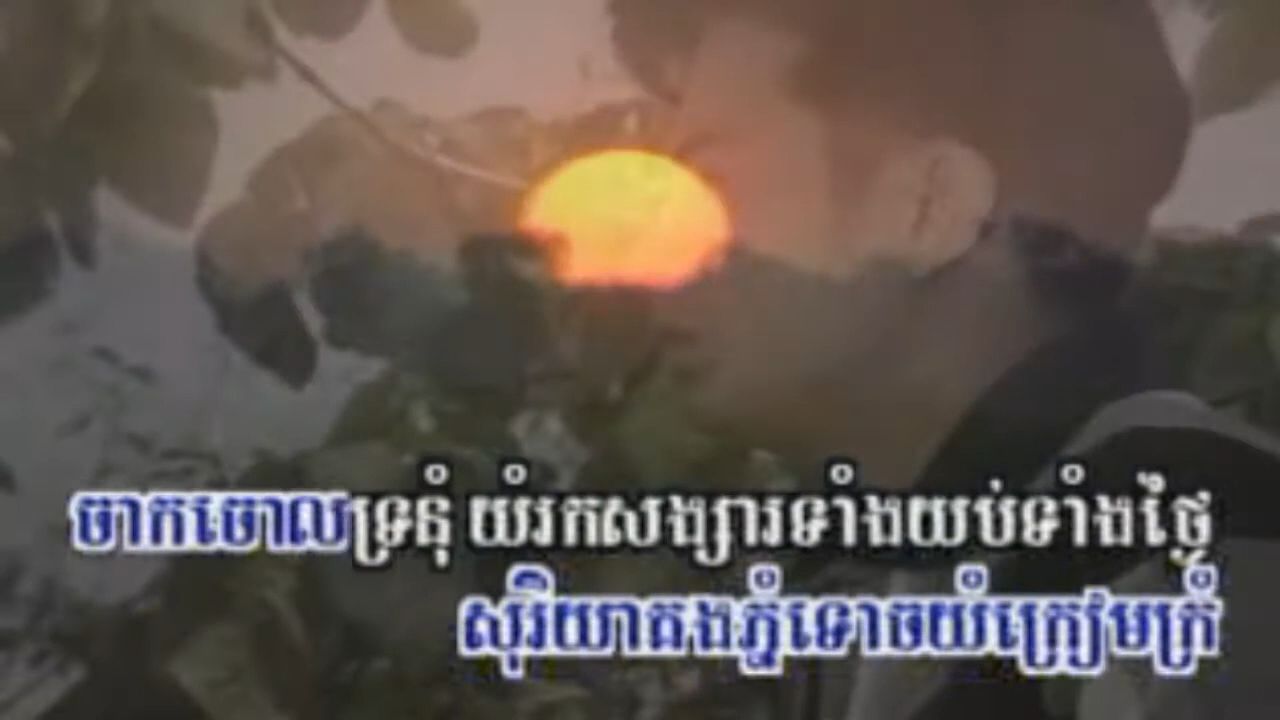 ចាកចោលទ្រនុំ យំរកសង្សារទាំងយប់ទាំងថ្ងៃ
សុរិយាគងភ្នំទោចយំក្រៀមក្រំ